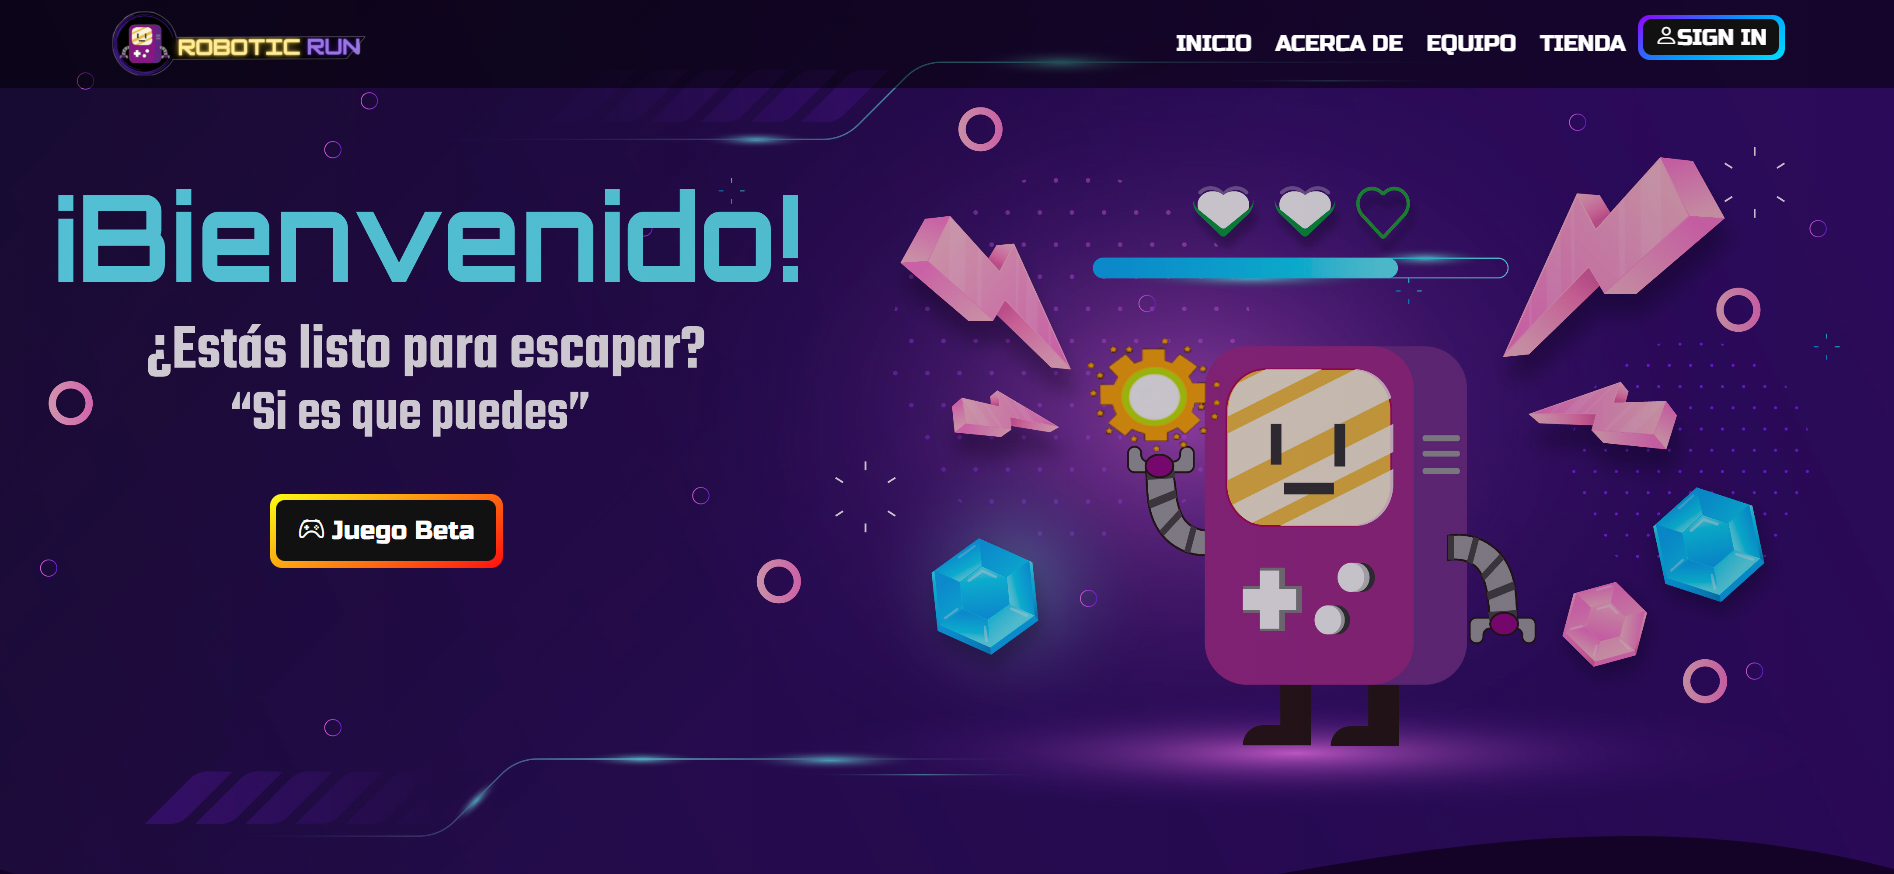 ROBOTIC RUN
INICIO
ACERCA DE
EQUIPO
TIENDA
SIGN IN
¡Bienvenido!
¿Estás listo para escapar?
“Si es que puedes”
Juego Beta